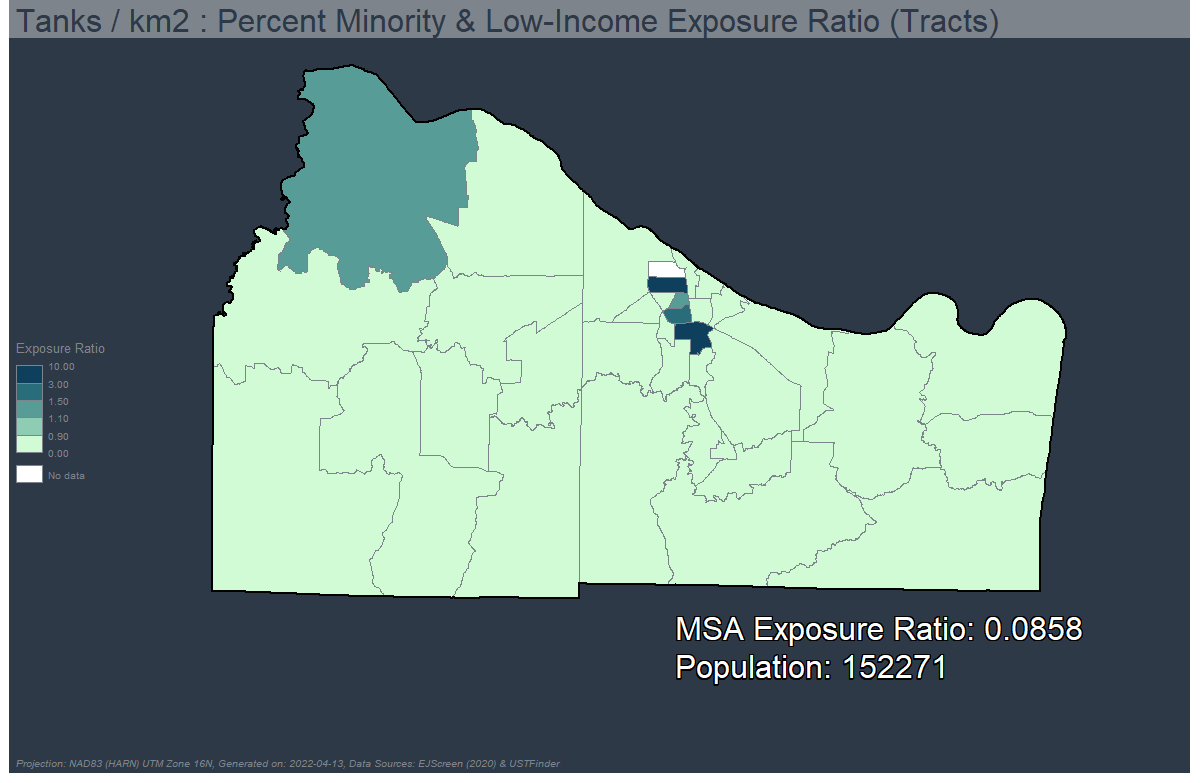 Tanks / km2 : Percent Minority & Low-Income Exposure Ratio (Tracts)
Exposure Ratio
10.00
3.00
1.50
1.10
0.90
0.00
No data
MSA Exposure Ratio: 0.0858
Population: 152271
Projection: NAD83 (HARN) UTM Zone 16N, Generated on: 2022-04-13, Data Sources: EJScreen (2020) & USTFinder